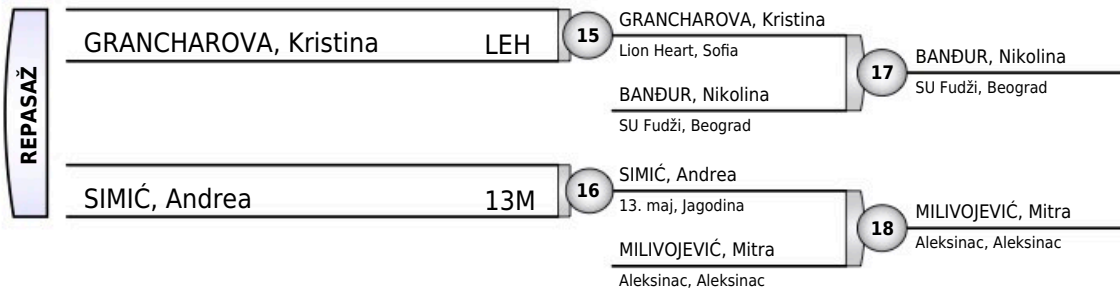 REPASAŽ
GRANCHAROVA, Kristina LEH
15
GRANCHAROVA, Kristina
Lion Heart, Sofia
BANĐUR, Nikolina
SU Fudži, Beograd
17
BANĐUR, Nikolina
SU Fudži, Beograd
SIMIĆ, Andrea 13M
16
SIMIĆ, Andrea
13. maj, Jagodina
MILIVOJEVIĆ, Mitra
Aleksinac, Aleksinac
18
MILIVOJEVIĆ, Mitra
Aleksinac, Aleksinac